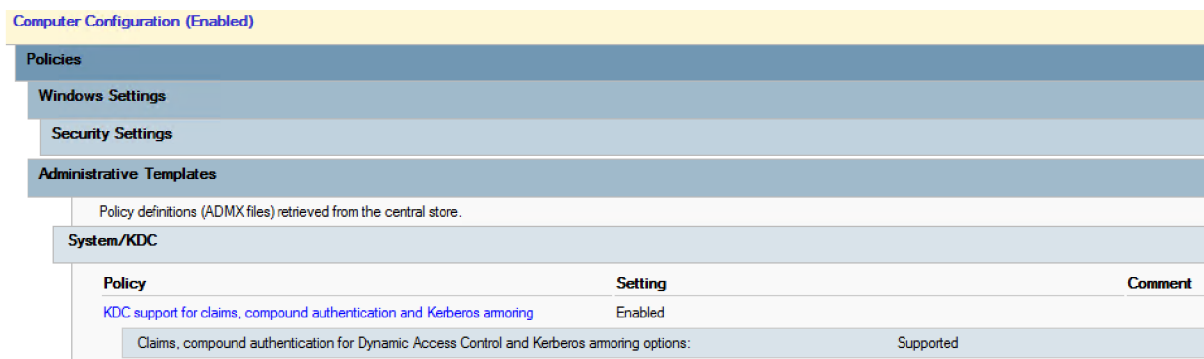 Computer Configuration (Enabled)
Policies
Windows Settings
Security Settings
Administrative Templates
Policy definitions (ADMX files) retrieved from the central store.
System/KDC
Policy Setting Comment
KDC support for claims, compound authentication and Kerberos armoring Enabled
Claims, compound authentication for Dynamic Access Control and Kerberos armoring options: Supported